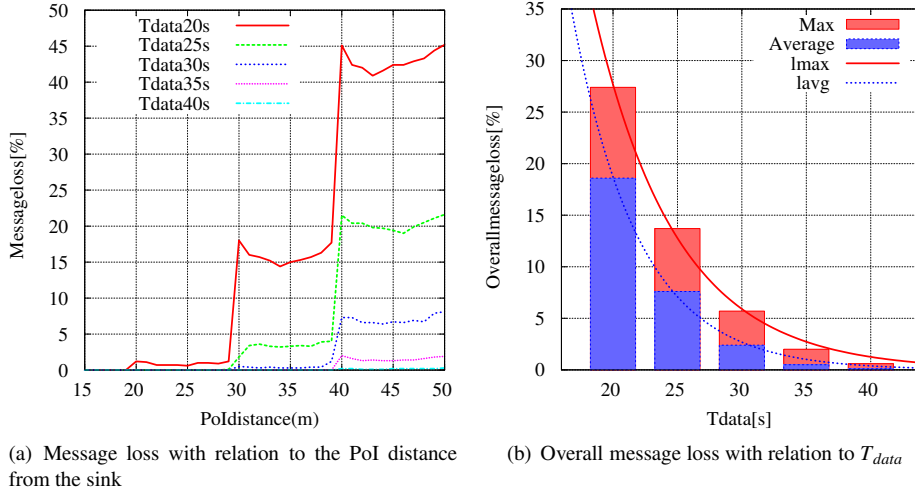 Tdata20s
Tdata25s
Tdata30s
Tdata35s
Tdata40s
50
45
40
35
30
25
20
15
10
5
0
Messageloss[%]
15 20 25 30 35 40 45 50
PoIdistance(m)
(a) Message loss with relation to the PoI distance
from the sink
Max
Average
lmax
lavg
35
30
25
20
15
10
5
0
Overallmessageloss[%]
20 25 30 35 40
Tdata[s]
(b) Overall message loss with relation to Tdata